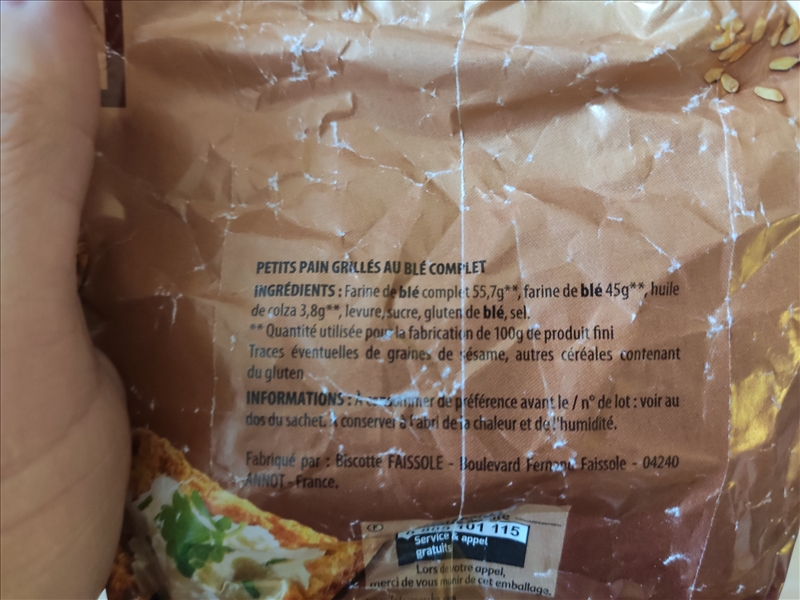 PETITS PAIN GRILLÉS AU BLÉ COMPLET
INGRÉDIENTS : Farine de blé complet 55,7g**, farine de blé 45g**, huile
de colza 3,8g**, levure, sucre, gluten de blé, sel.
** Quantité utilisée pour la fabrication de 100g de produit fini
Traces éventuelles de graines de sésame, autres céréales contenant
du gluten
INFORMATIONS : À consommer de préférence avant le / n° de lot : voir au
dos du sachet. À conserver à l'abri de la chaleur et de l'humidité.
Fabriqué par : Biscotte FAISSOLE - Boulevard Fernand Faissole - 04240
ANNOT - France.
101 115
Service & appel
gratuits
Lors de votre appel,
merci de vous munir de cet emballage.